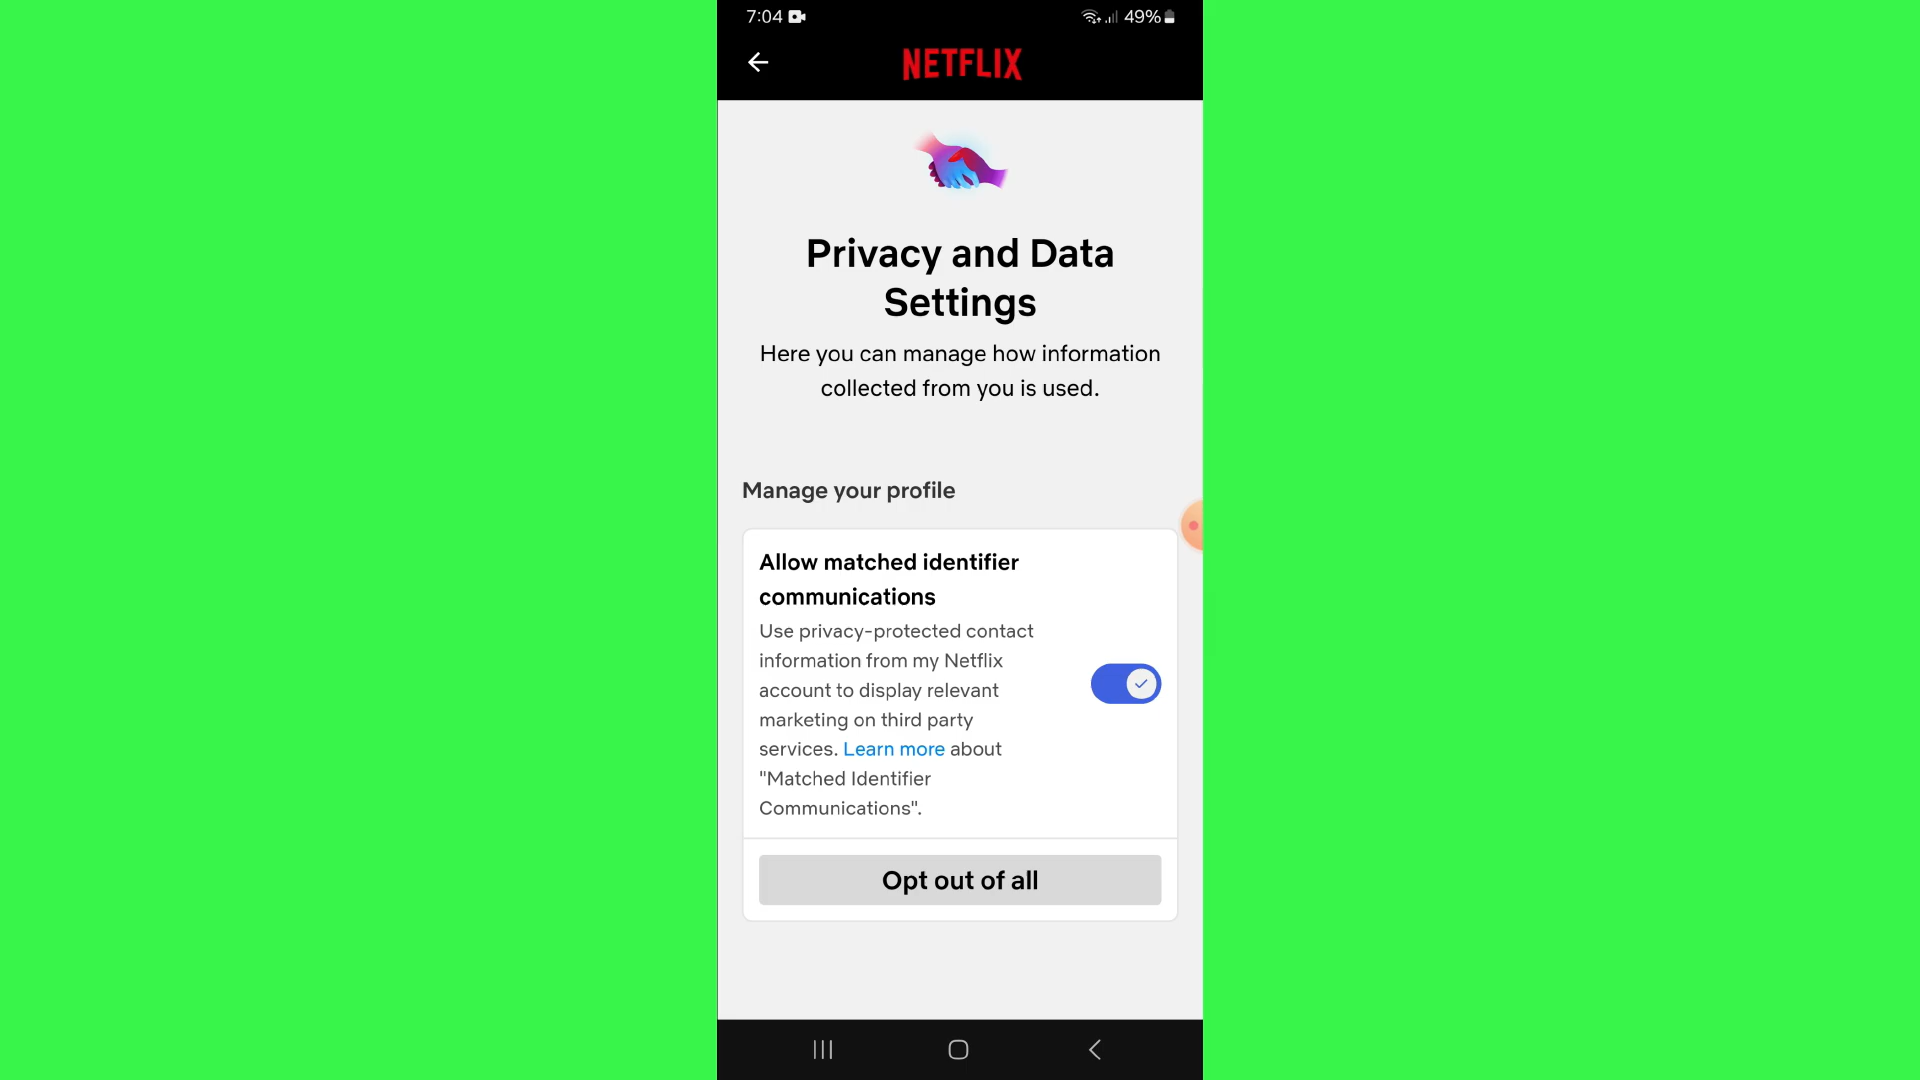 7:04
49%
NETFLIX
Privacy and Data
Settings
Here you can manage how information
collected from you is used.
Manage your profile
Allow matched identifier
communications
Use privacy-protected contact
information from my Netflix
account to display relevant
marketing on third party
services. Learn more about
"Matched Identifier
Communications".
Opt out of all